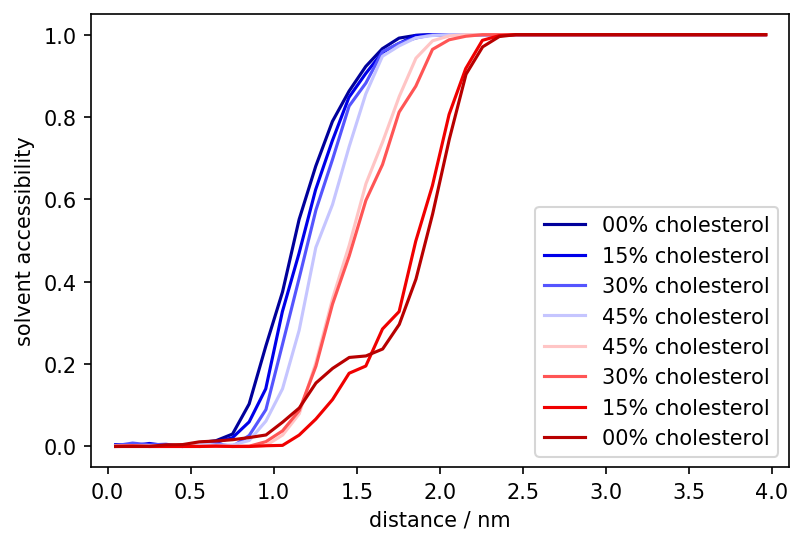 1.0
0.8
0.6
0.4
0.2
0.0
solvent accessibility
00% cholesterol
15% cholesterol
30% cholesterol
45% cholesterol
45% cholesterol
30% cholesterol
15% cholesterol
00% cholesterol
0.0 0.5 1.0 1.5 2.0 2.5 3.0 3.5 4.0
distance / nm